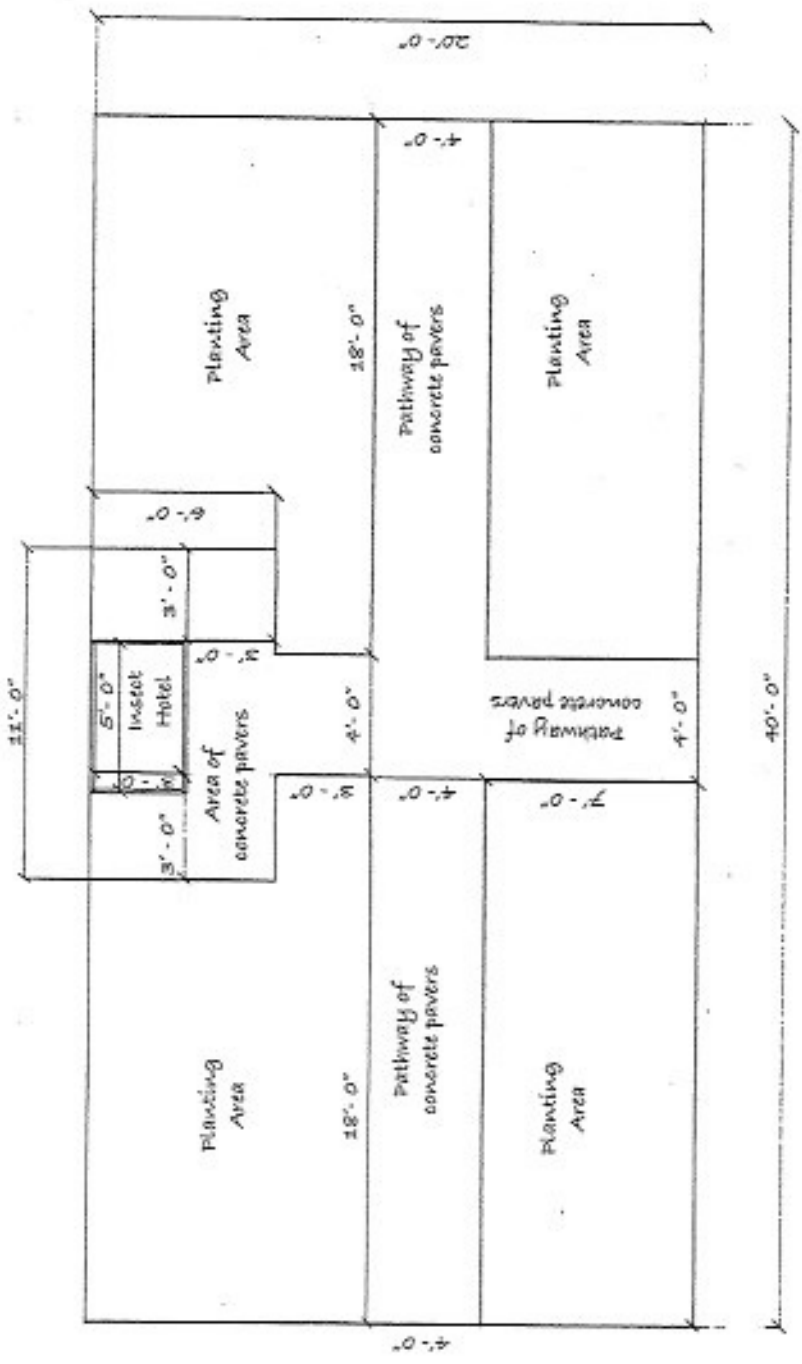 11'-0"
5'-0"
Insect
Hotel
3'-0"
3'-0"
3'-0"
6'-0"
20'-0"
3'-0"
Planting
Area
Area of
concrete pavers
Planting
Area
3'-0"
18'-0"
4'-0"
18'-0"
4'-0"
Pathway of
concrete pavers
4'-0"
Pathway of
concrete pavers
4'-0"
Planting
Area
7'-0"
Pathway of
concrete pavers
Planting
Area
4'-0"
40'-0"